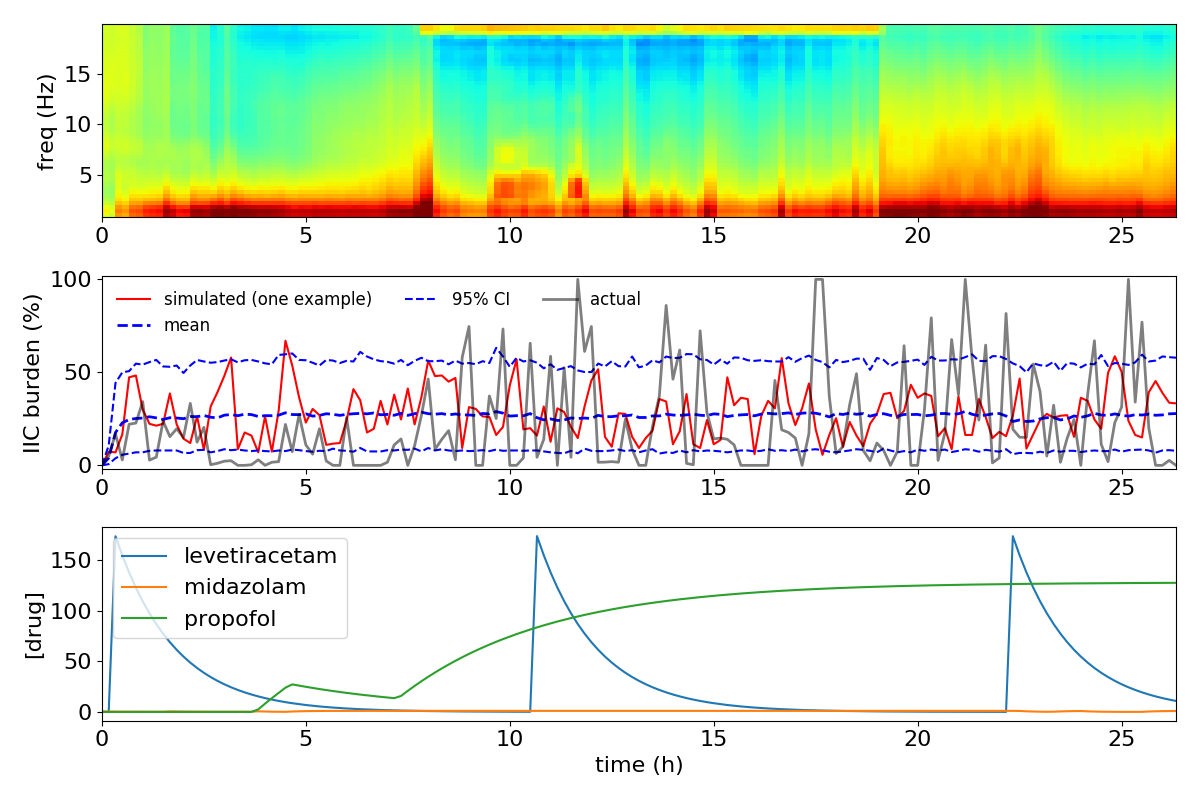 freq (Hz)
15
10
5
0 5 10 15 20 25
IIC burden (%)
100
50
0
simulated (one example) 95% CI actual
mean
0 5 10 15 20 25
[drug]
150
100
50
0
levetiracetam
midazolam
propofol
0 5 10 15 20 25
time (h)